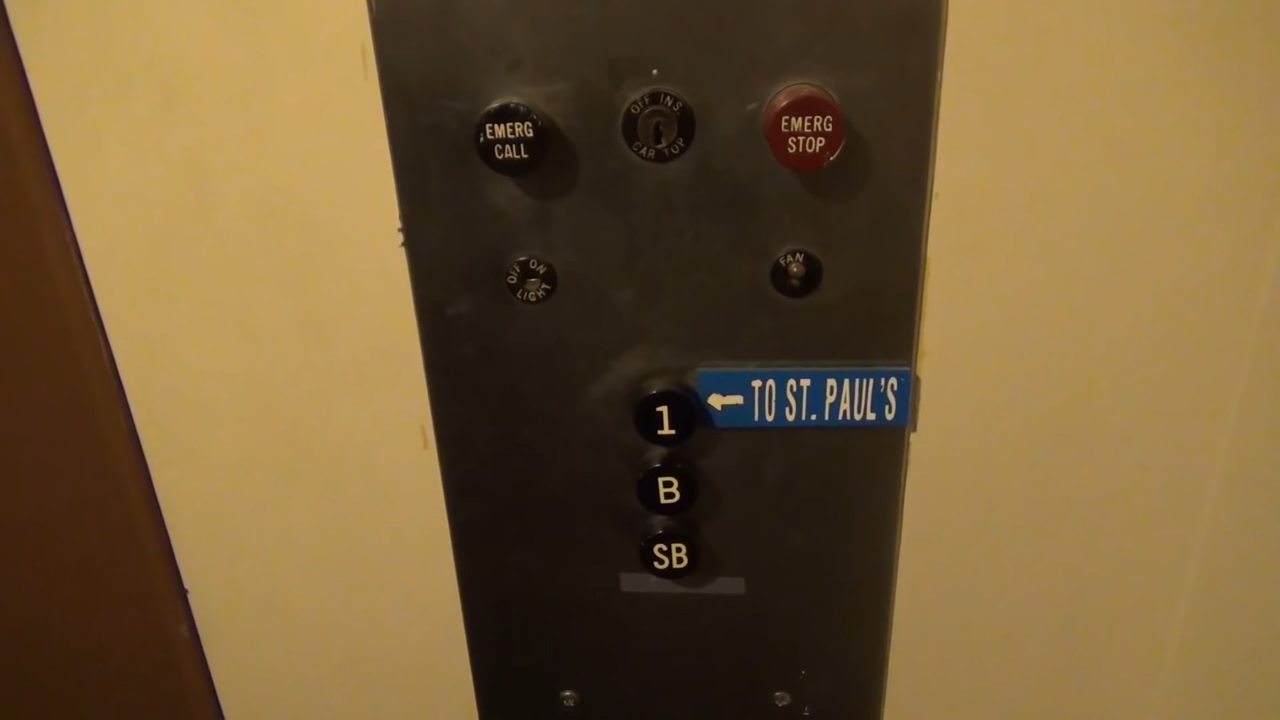 EMERG
CALL
OFF INS.
CAR TOP
EMERG
STOP
OFF ON
LIGHT
FAN
1
TO ST. PAUL'S
B
SB